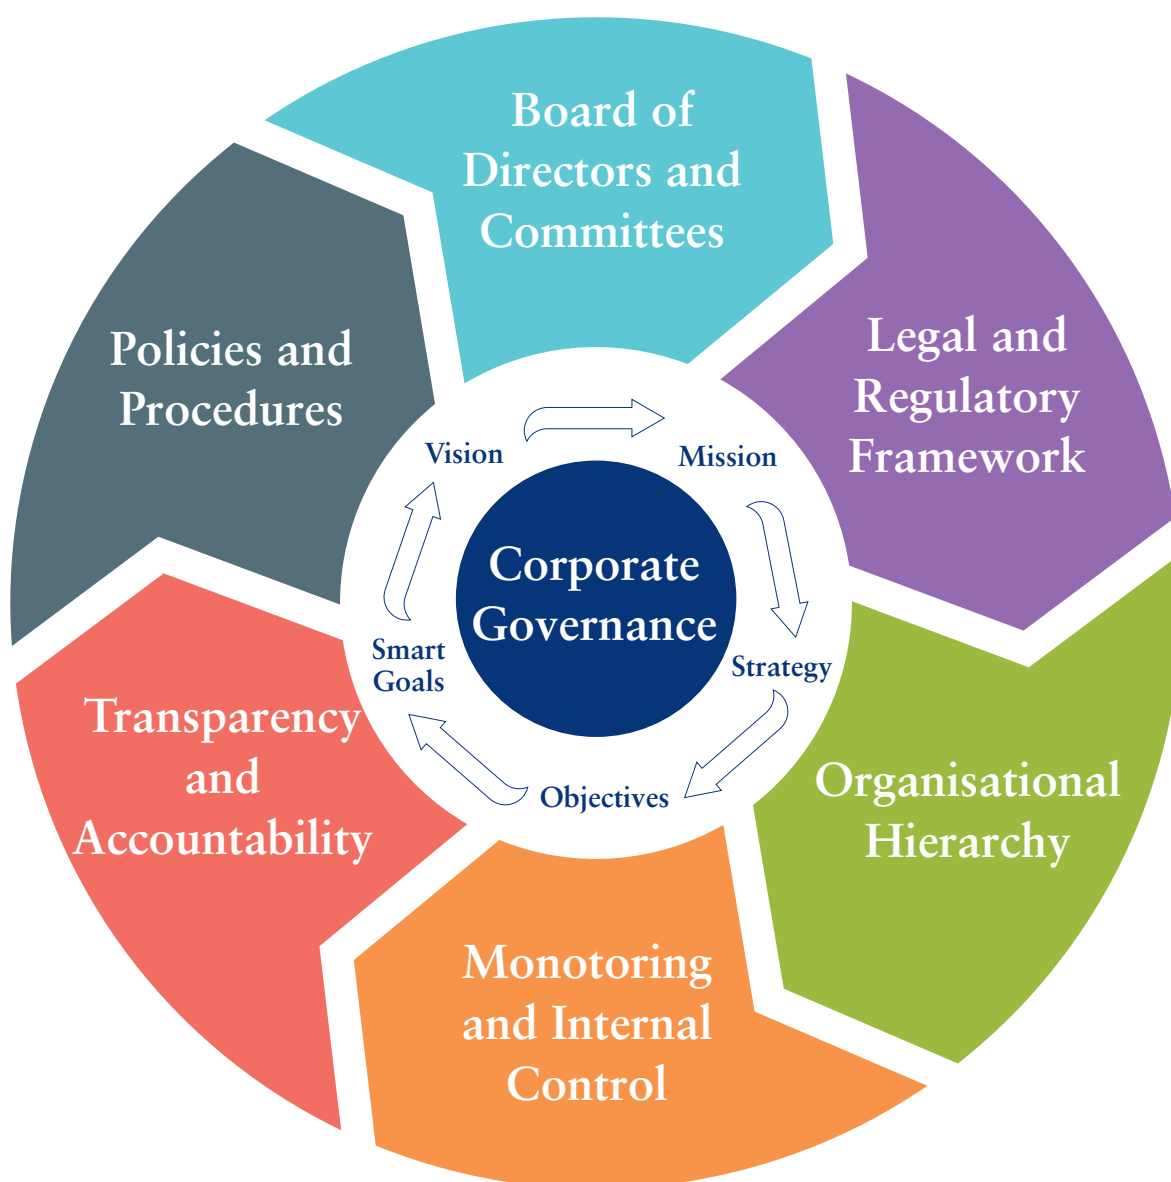 Board of
Directors and
Committees
Legal and
Regulatory
Framework
Organisational
Hierarchy
Monotoring
and Internal
Control
Transparency
and
Accountability
Policies and
Procedures
Vision
Mission
Strategy
Objectives
Smart
Goals
Corporate
Governance